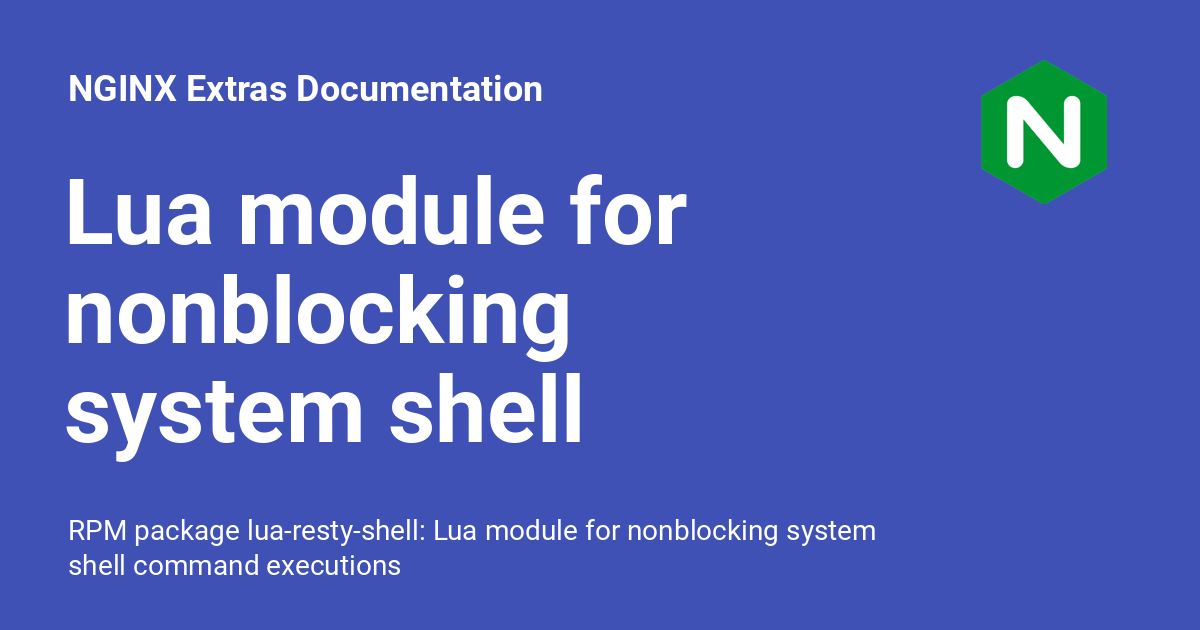 NGINX Extras Documentation
Lua module for
nonblocking
system shell
RPM package lua-resty-shell: Lua module for nonblocking system
shell command executions